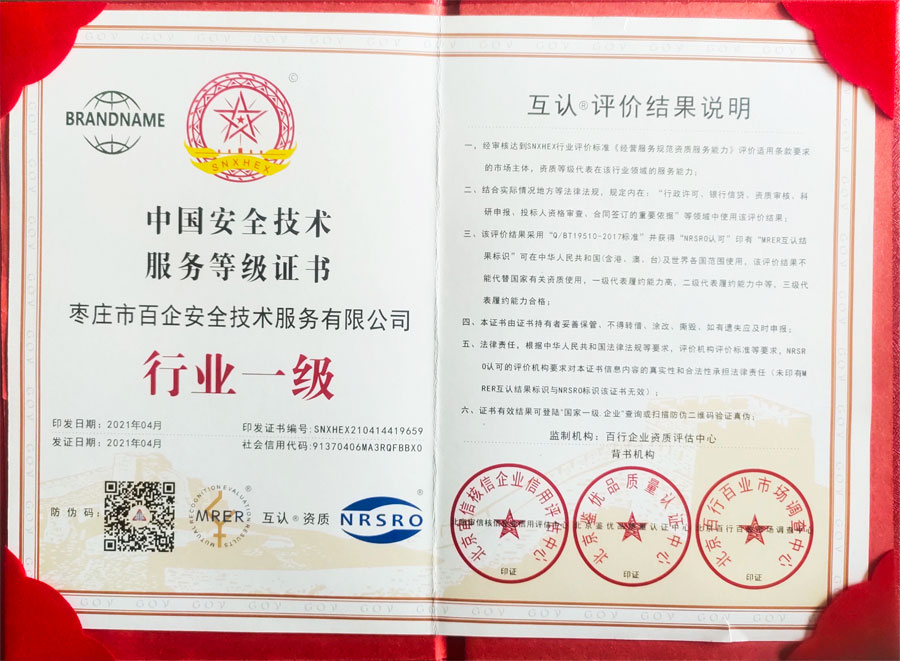 BRANDNAME
©
SNXHEX
中国安全技术
服务等级证书
枣庄市百企安全技术服务有限公司
行业一级
印发日期：2021年04月
发证日期：2021年04月
印发证书编号：SNXHEX210414419659
社会信用代码：91370406MA3RQFBBX0
防伪码：
MUTUAL RECOGNITION EVALUATION RESULTS
MRER
®
互认®资质
NRSRO
®
互认®评价结果说明
一、经审核达到SNXHEX行业评价标准《经营服务规范资质服务能力》评价适用条款要求
的市场主体，资质等级代表在该行业领域的服务能力；
二、结合实际情况地方等法律法规，规定内在：“行政许可、银行信贷、资质审核、科
研申报、投标人资格审查、合同签订的重要依据”等领域中使用该评价结果；
三、该评价结果采用“Q/BT19510-2017标准”并获得“NRSRO认可”印有“MRER互认结
果标识”可在中华人民共和国(含港、澳、台)及世界各国范围使用，该评价结果不
能代替国家有关资质使用，一级代表履约能力高，二级代表履约能力中等，三级代
表履约能力合格；
四、本证书由证书持有者妥善保管、不得转借、涂改、撕毁、如有遗失应及时申报；
五、法律责任，根据中华人民共和国法律法规等要求，评价机构评价标准等要求，NRSR
O认可的评价机构要求对本证书信息内容的真实性和合法性承担法律责任（未印有M
RER互认结果标识与NRSRO标识该证书无效）；
六、证书有效结果可登陆“国家一级.企业”查询或扫描防伪二维码验证真伪；
监制机构：百行企业资质评估中心
背书机构
北京审信核信企业信用评估中心
印证
北京鉴优品质量认证中心
印证
北京百行百业市场调查中心
印证